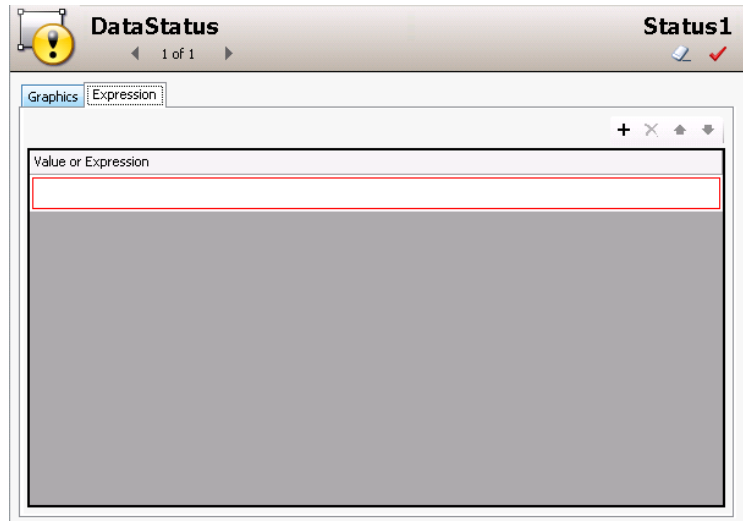 DataStatus
Status1
1 of 1
Graphics
Expression
Value or Expression